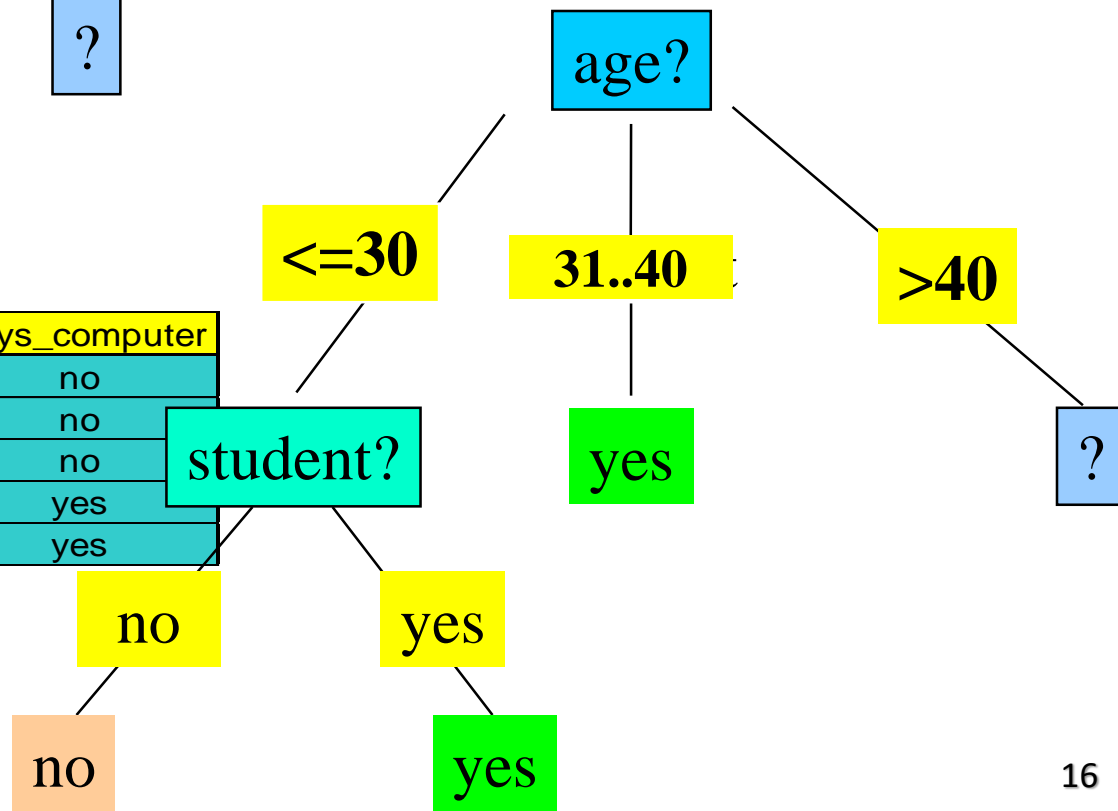 ?
age?
<=30
31..40
>40
ys_computer
no
no
no
yes
yes
student?
yes
?
no
yes
no
yes
16